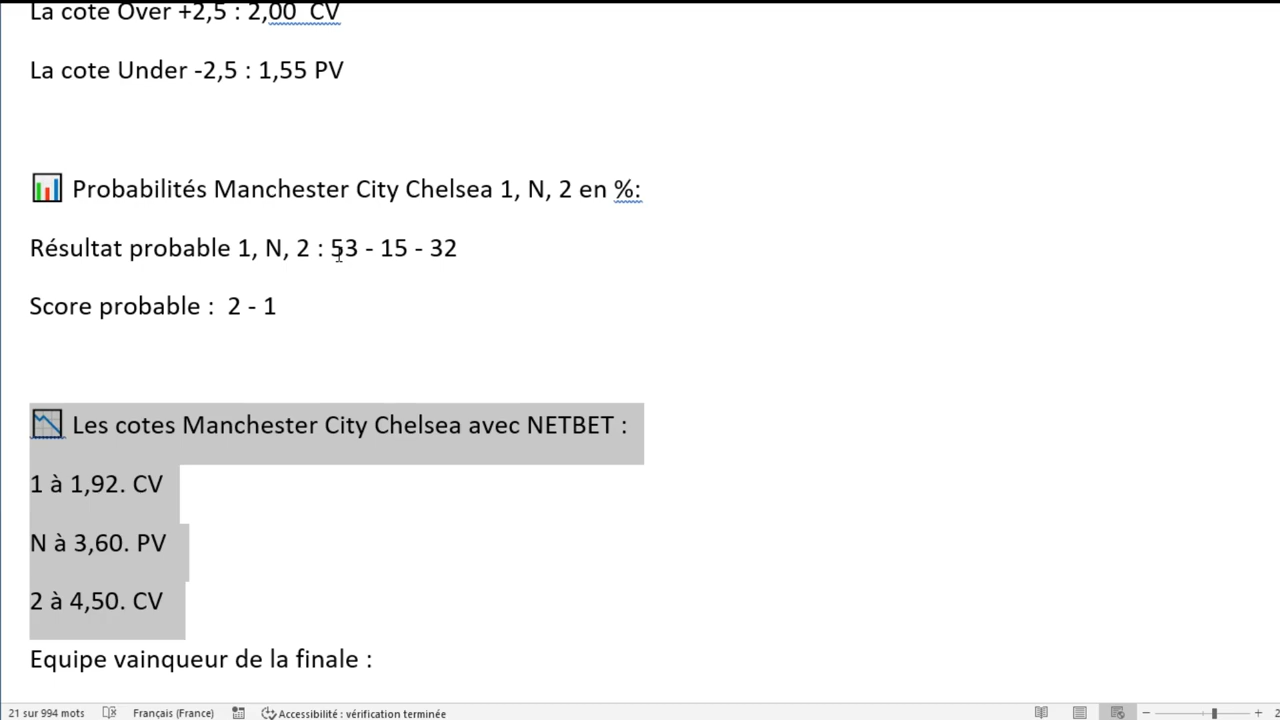 La cote Over +2,5 : 2,00 CV
La cote Under -2,5 : 1,55 PV
Probabilités Manchester City Chelsea 1, N, 2 en %:
Résultat probable 1, N, 2 : 53 - 15 - 32
Score probable : 2 - 1
Les cotes Manchester City Chelsea avec NETBET :
1 à 1,92. CV
N à 3,60. PV
2 à 4,50. CV
Equipe vainqueur de la finale :
21 sur 994 mots Français (France) Accessibilité : vérification terminée − + 2